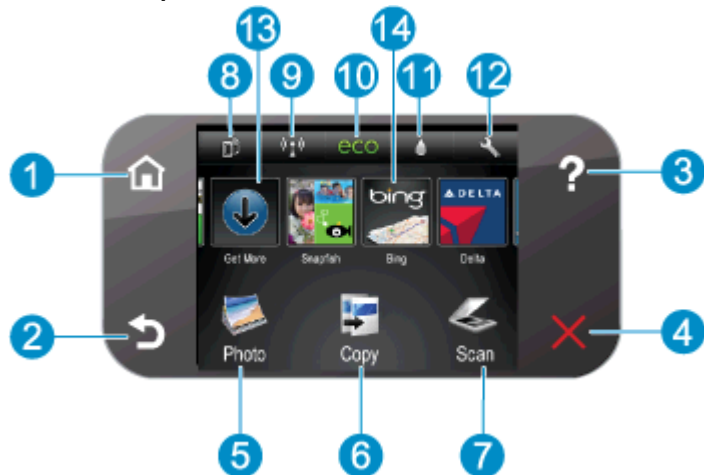 13 14
8 9 10 11 12
eco
1
?
3
bing
DELTA
Get More Snapfish Bing Delta
2
4
Photo Copy Scan
5 6 7